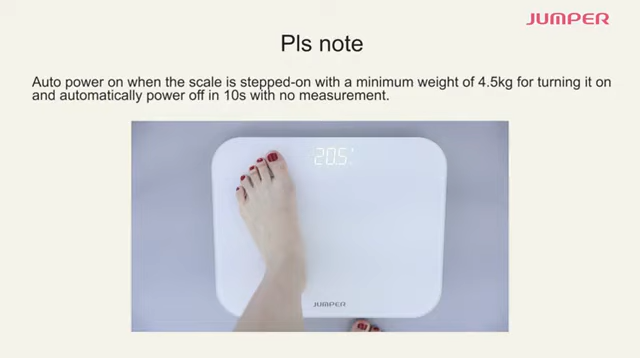 JUMPER
Pls note
Auto power on when the scale is stepped-on with a minimum weight of 4.5kg for turning it on
and automatically power off in 10s with no measurement.
20.5
JUMPER